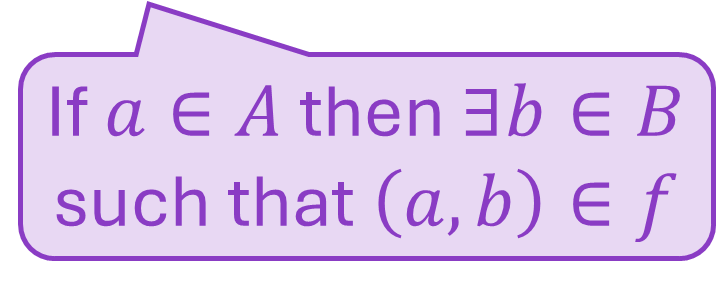 If a ∈ A then ∃b ∈ B
such that (a, b) ∈ f